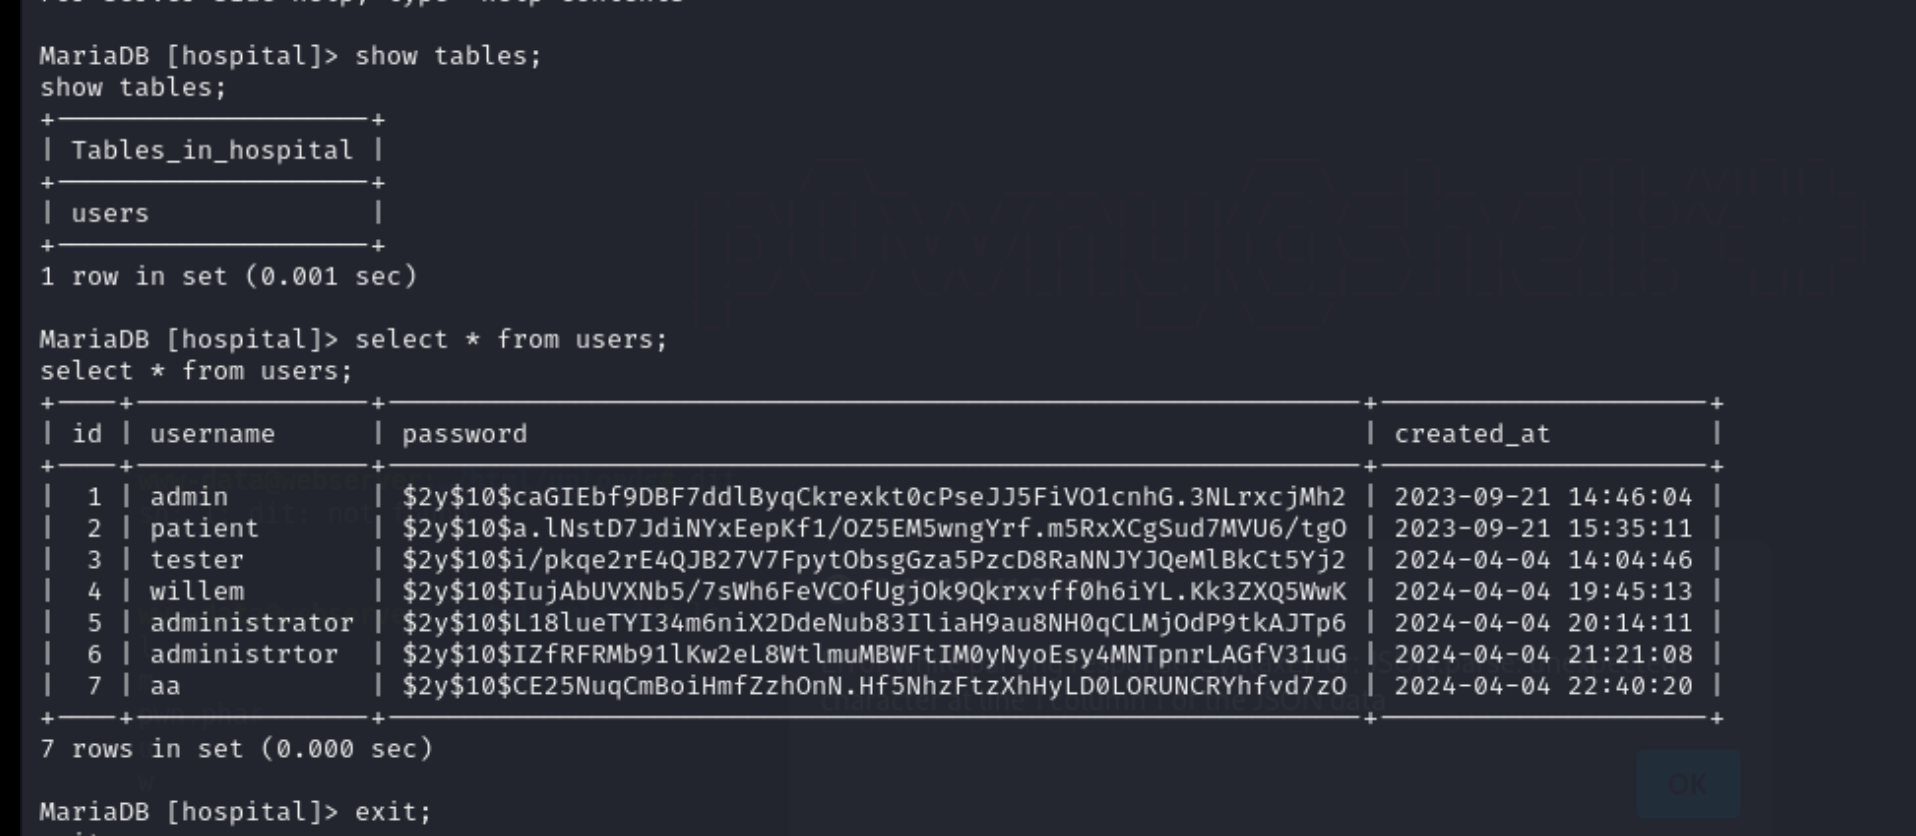 MariaDB [hospital]> show tables;
show tables;
| Tables_in_hospital |
| users |
1 row in set (0.001 sec)
MariaDB [hospital]> select * from users;
select * from users;
| id | username | password | created_at |
| 1 | admin | $2y$10$caGIEbf9DBF7ddlByqCkrexkt0cPseJJ5FiVO1cnhG.3NLrxcjMh2 | 2023-09-21 14:46:04 |
| 2 | patient | $2y$10$a.lNstD7JdiNYxEepKf1/OZ5EM5wngYrf.m5RxXCgSud7MVU6/tgO | 2023-09-21 15:35:11 |
| 3 | tester | $2y$10$i/pkqe2rE4QJB27V7FpytObsgGza5PzcD8RaNNJYJQeMlBkCt5Yj2 | 2024-04-04 14:04:46 |
| 4 | willem | $2y$10$IujAbUVXNb5/7sWh6FeVCOfUgjOk9Qkrxvff0h6iYL.Kk3ZXQ5WwK | 2024-04-04 19:45:13 |
| 5 | administrator | $2y$10$L18lueTYI34m6niX2DdeNub83IliaH9au8NH0qCLMjOdP9tkAJTp6 | 2024-04-04 20:14:11 |
| 6 | administrtor | $2y$10$IZfRFRMb91lKw2eL8WtlmuMBWFtIM0yNyoEsy4MNTpnrLAGfV31uG | 2024-04-04 21:21:08 |
| 7 | aa | $2y$10$CE25NuqCmBoiHmfZzhOnN.Hf5NhzFtzXhHyLD0LORUNCRYhfvd7zO | 2024-04-04 22:40:20 |
7 rows in set (0.000 sec)
OK
MariaDB [hospital]> exit;